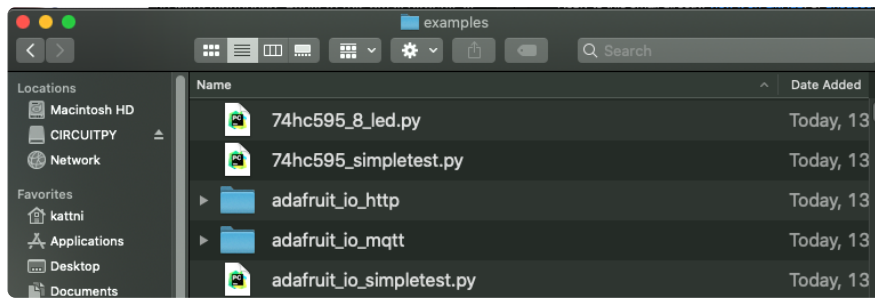 examples
Search
Locations
Macintosh HD
CIRCUITPY
Network
Favorites
kattni
Applications
Desktop
Documents
Name
Date Added
74hc595_8_led.py
Today, 13
74hc595_simpletest.py
Today, 13
adafruit_io_http
Today, 13
adafruit_io_mqtt
Today, 13
adafruit_io_simpletest.py
Today, 13